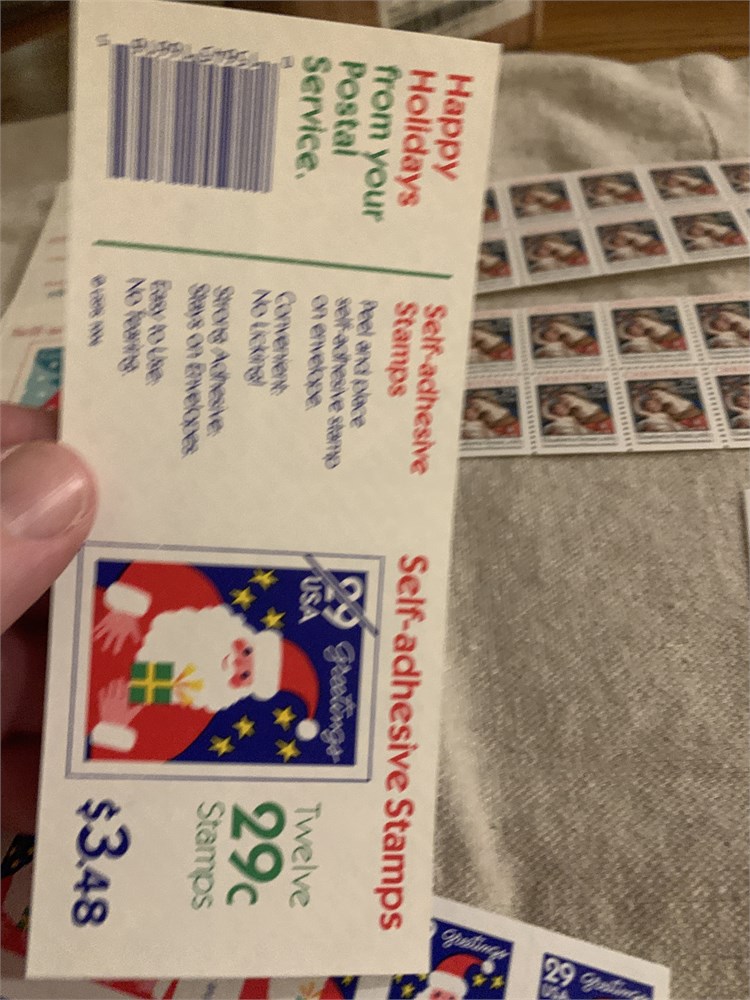 Happy
Holidays
from your
Postal
Service.
Self-adhesive
Stamps
Peel and place
self-adhesive stamp
on envelope.
Convenient.
No Licking!
Strong Adhesive.
Stays on Envelopes.
Easy to Use.
No Tearing.
Self-adhesive Stamps
29
USA
Greetings
Twelve
29c
Stamps
$3.48
Greetings
29
USA
Greetings